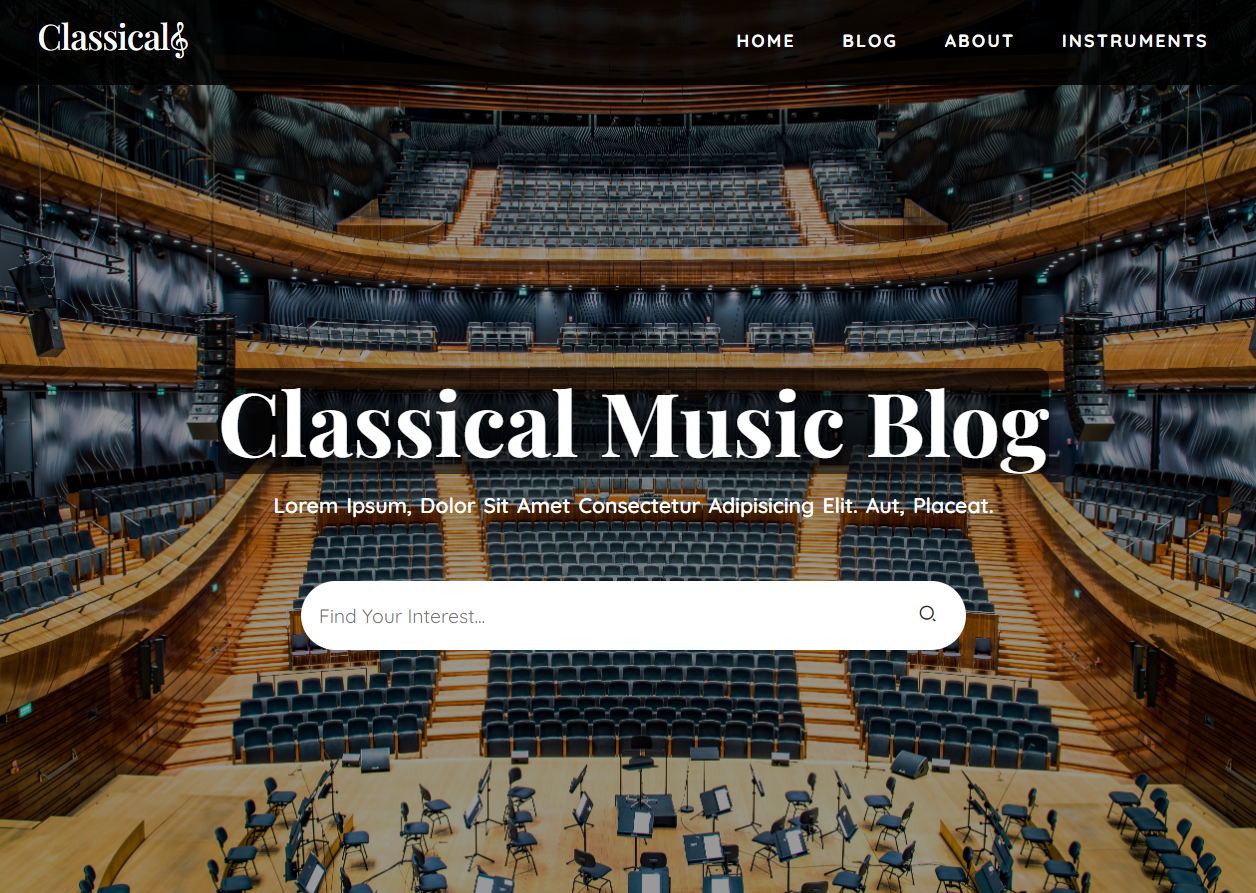 Classical
HOME BLOG ABOUT INSTRUMENTS
Classical Music Blog
Lorem Ipsum, Dolor Sit Amet Consectetur Adipisicing Elit. Aut, Placeat.
Find Your Interest...